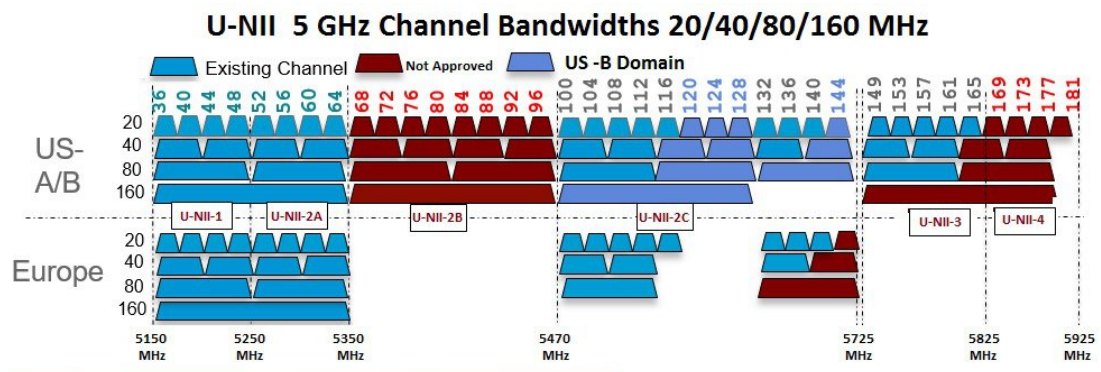 U-NII 5 GHz Channel Bandwidths 20/40/80/160 MHz
Existing Channel Not Approved US -B Domain
36 40 44 48 52 56 60 64 68 72 76 80 84 88 92 96 100 104 108 112 116 120 124 128 132 136 140 144 149 153 157 161 165 169 173 177 181
US-
A/B
20
40
80
160
U-NII-1 U-NII-2A U-NII-2B U-NII-2C U-NII-3 U-NII-4
Europe
20
40
80
160
5150 5250 5350 5470 5725 5825 5925
MHz MHz MHz MHz MHz MHz MHz